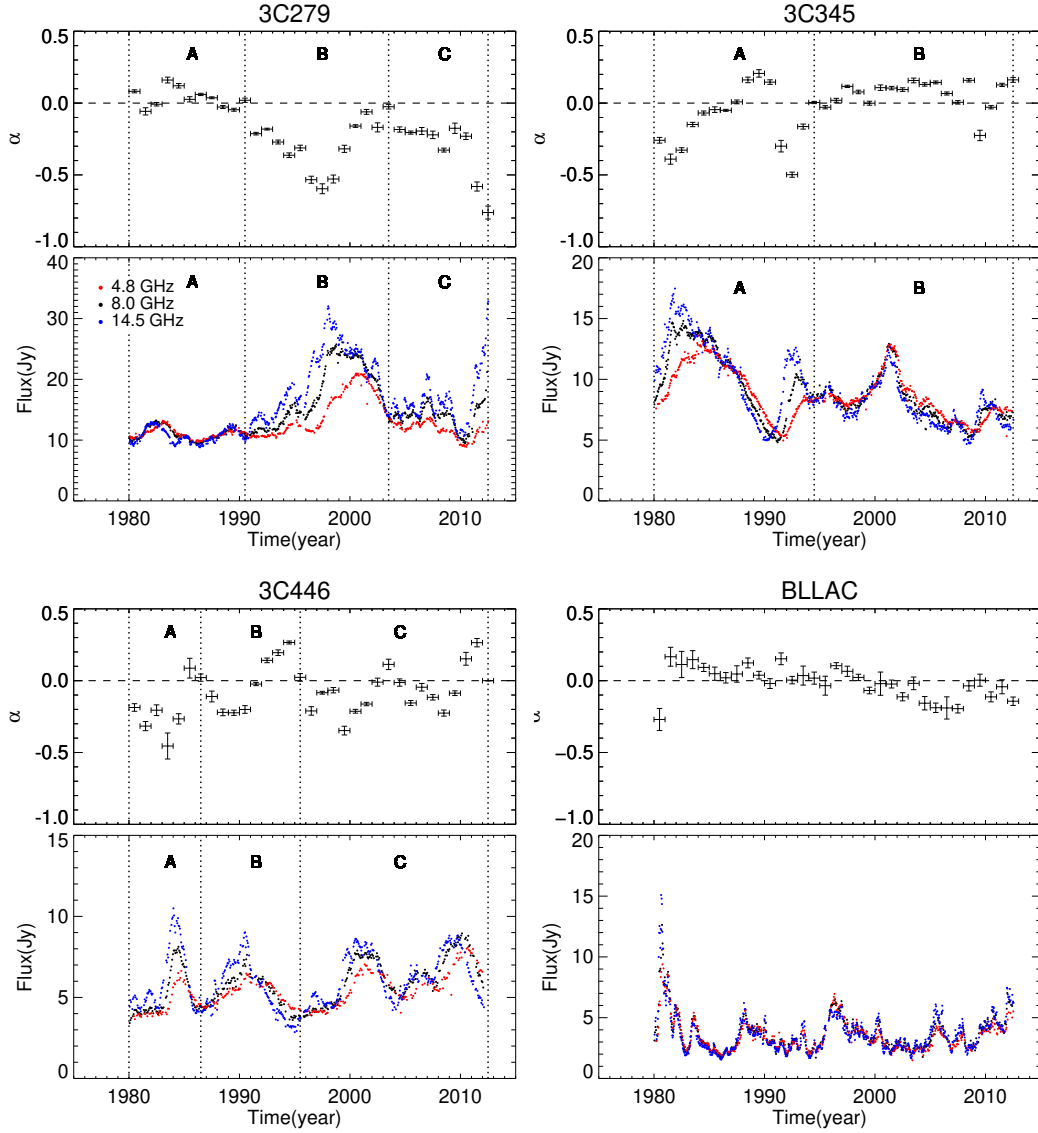 3C279
A B C
0.5
0.0
-0.5
-1.0
α
A B C
• 4.8 GHz
• 8.0 GHz
• 14.5 GHz
40
30
20
10
0
Flux(Jy)
1980 1990 2000 2010
Time(year)
3C345
A B
0.5
0.0
-0.5
-1.0
α
A B
20
15
10
5
0
Flux(Jy)
1980 1990 2000 2010
Time(year)
3C446
A B C
0.5
0.0
-0.5
-1.0
α
A B C
15
10
5
0
Flux(Jy)
1980 1990 2000 2010
Time(year)
BLLAC
0.5
0.0
−0.5
−1.0
α
20
15
10
5
0
Flux(Jy)
1980 1990 2000 2010
Time(year)